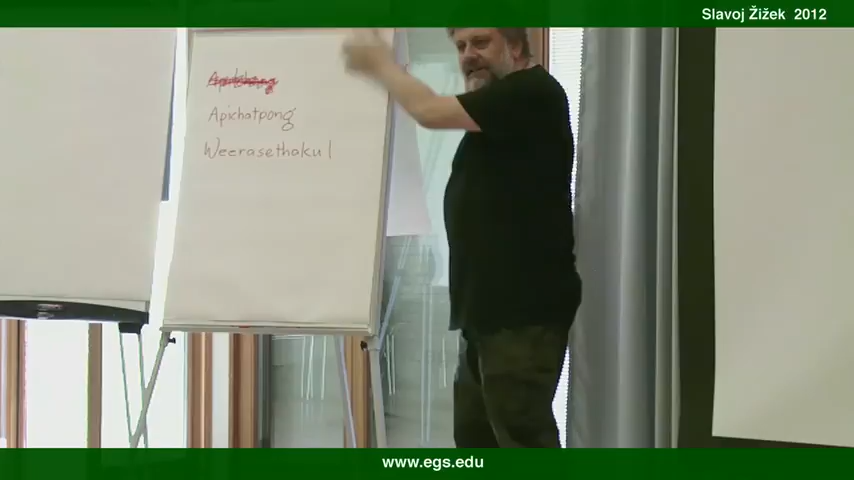 Slavoj Žižek 2012
Apichatpong
Weerasethakul
www.egs.edu